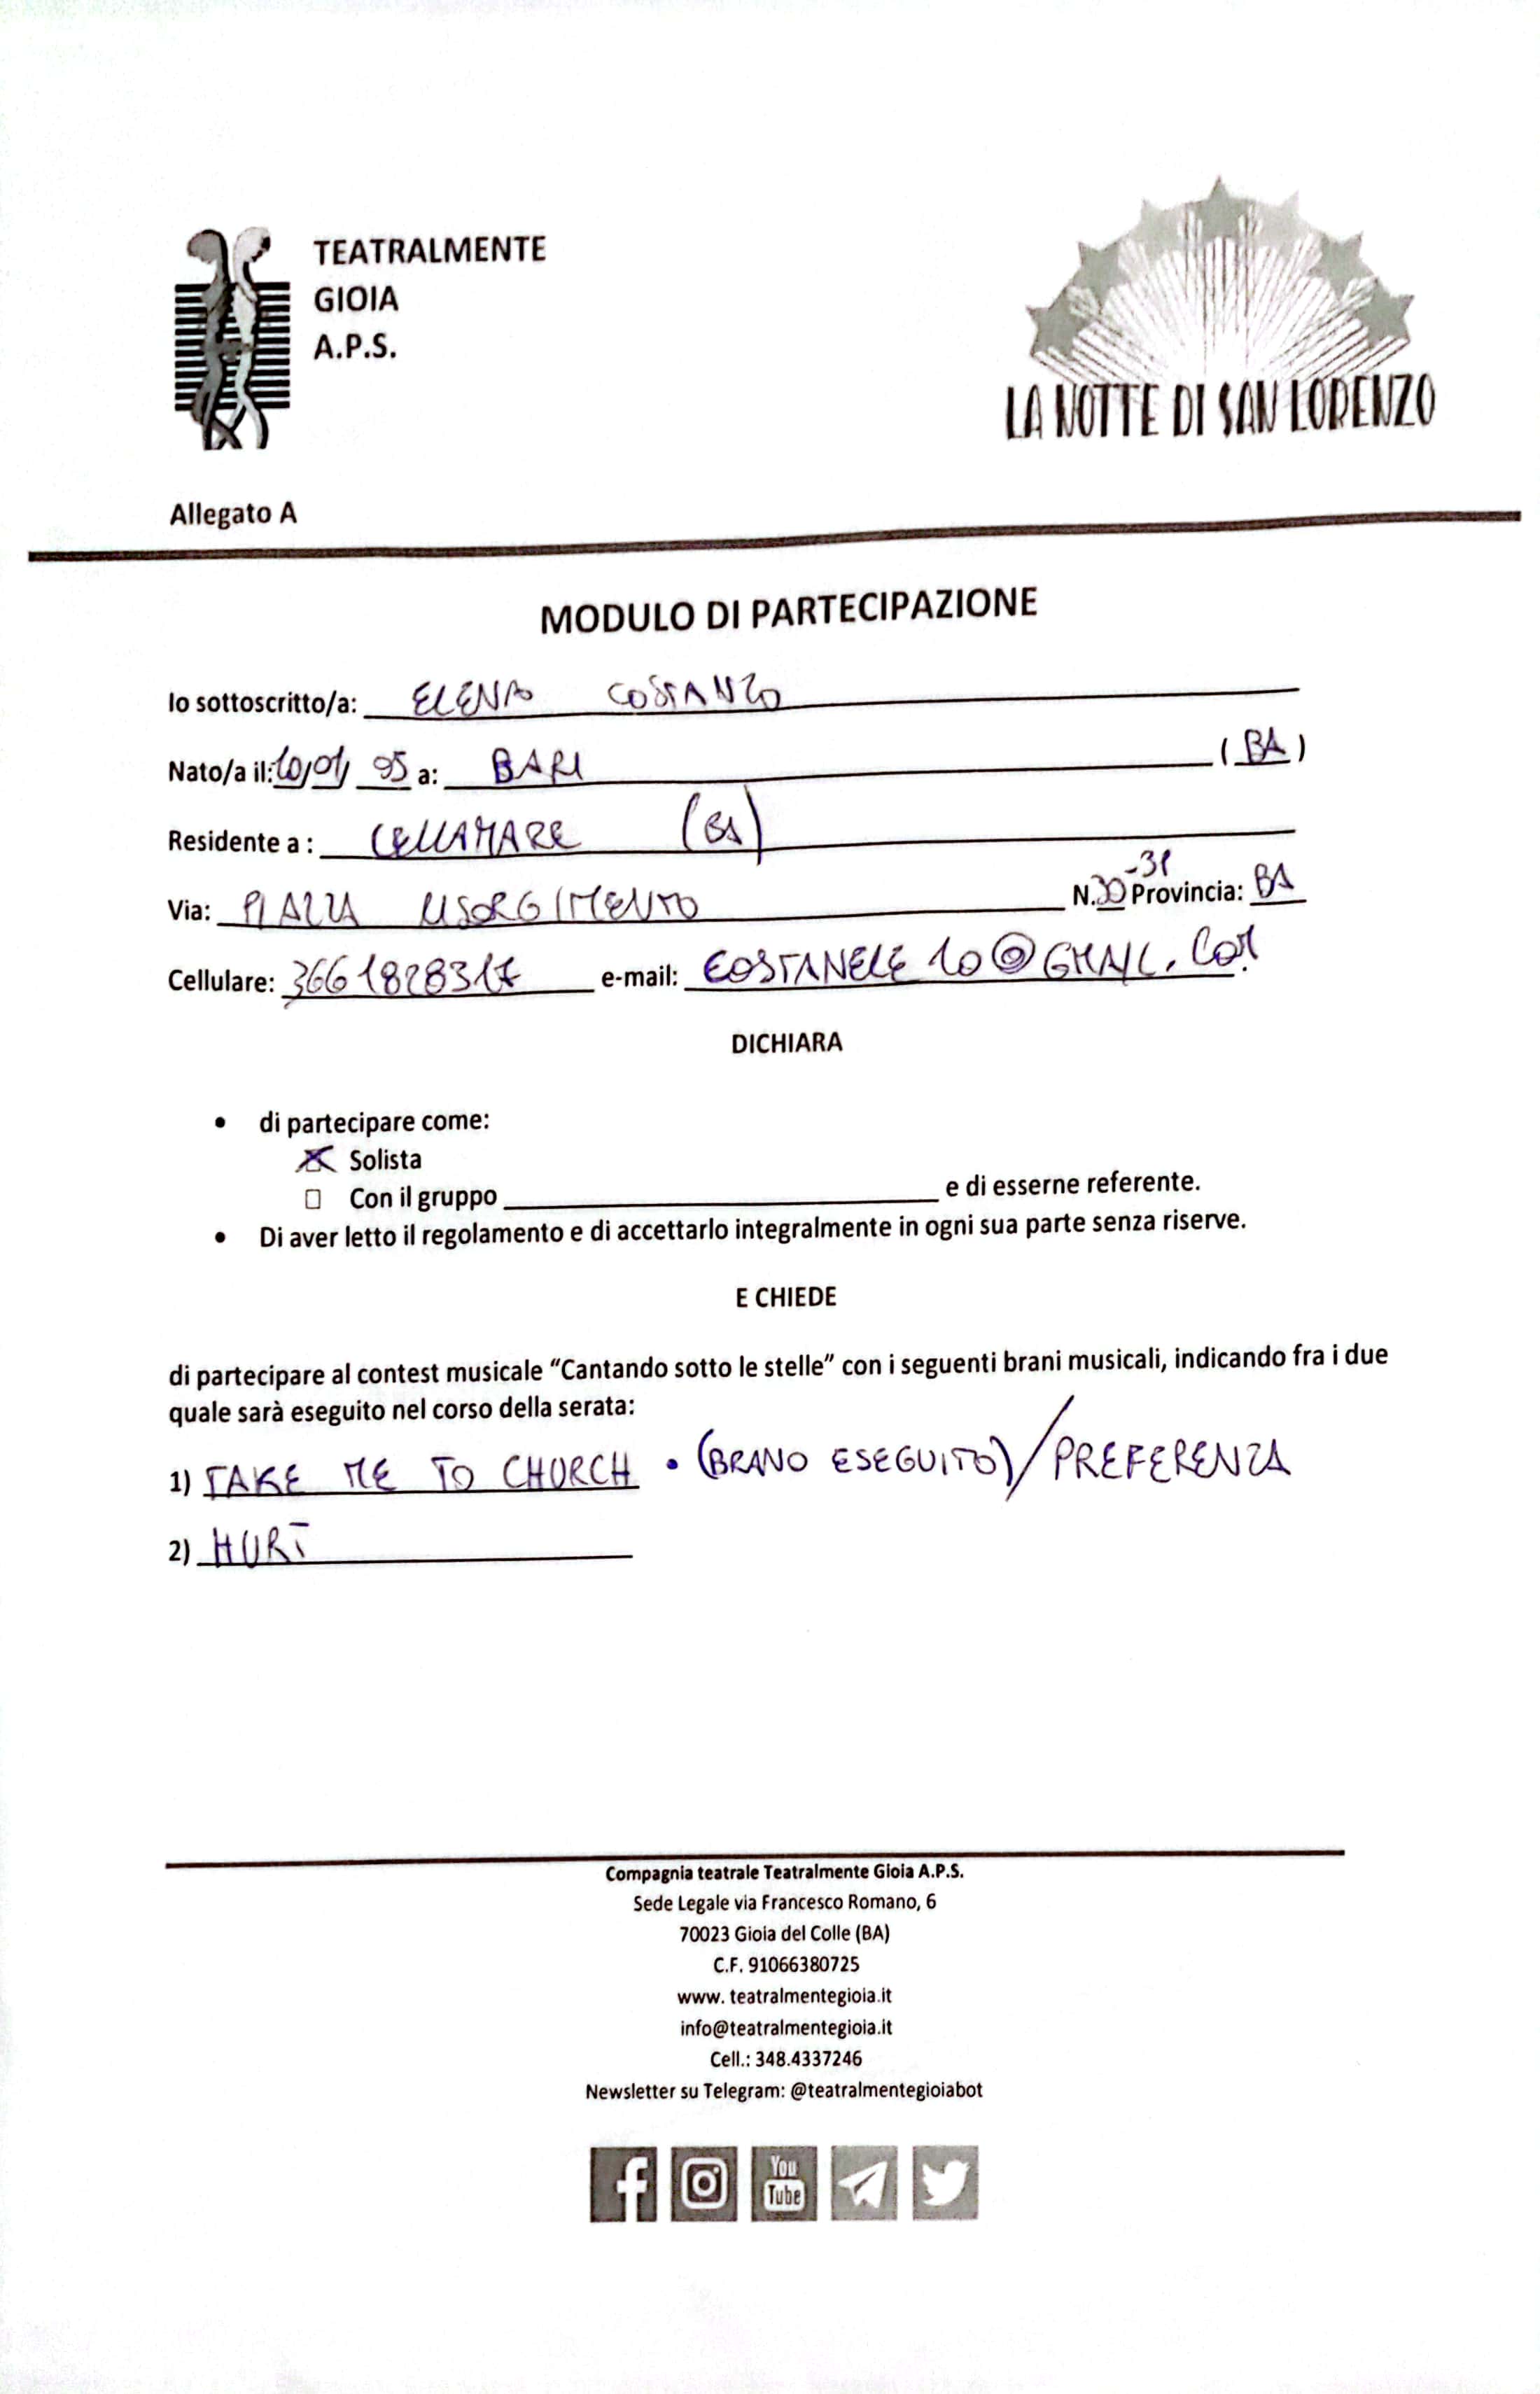 TEATRALMENTE
GIOIA
A.P.S.
LA NOTTE DI SAN LORENZO
Allegato A
MODULO DI PARTECIPAZIONE
Io sottoscritto/a: ELENA COSTANZO
Nato/a il: 10/01/ 95 a: BARI (BA)
Residente a : CELLAMARE (BA)
Via: PIAZZA RISORGIMENTO N.30-31 Provincia: BA
Cellulare: 3661828317 e-mail: COSTANELE10@GMAIL.COM
DICHIARA
• di partecipare come:
Solista
Con il gruppo ____ e di esserne referente.
• Di aver letto il regolamento e di accettarlo integralmente in ogni sua parte senza riserve.
E CHIEDE
di partecipare al contest musicale “Cantando sotto le stelle” con i seguenti brani musicali, indicando fra i due
quale sarà eseguito nel corso della serata:
1) TAKE ME TO CHURCH • (BRANO ESEGUITO)/PREFERENZA
2) HURT
Compagnia teatrale Teatralmente Gioia A.P.S.
Sede Legale via Francesco Romano, 6
70023 Gioia del Colle (BA)
C.F. 91066380725
www. teatralmentegioia.it
info@teatralmentegioia.it
Cell.: 348.4337246
Newsletter su Telegram: @teatralmentegioiabot
You
Tube